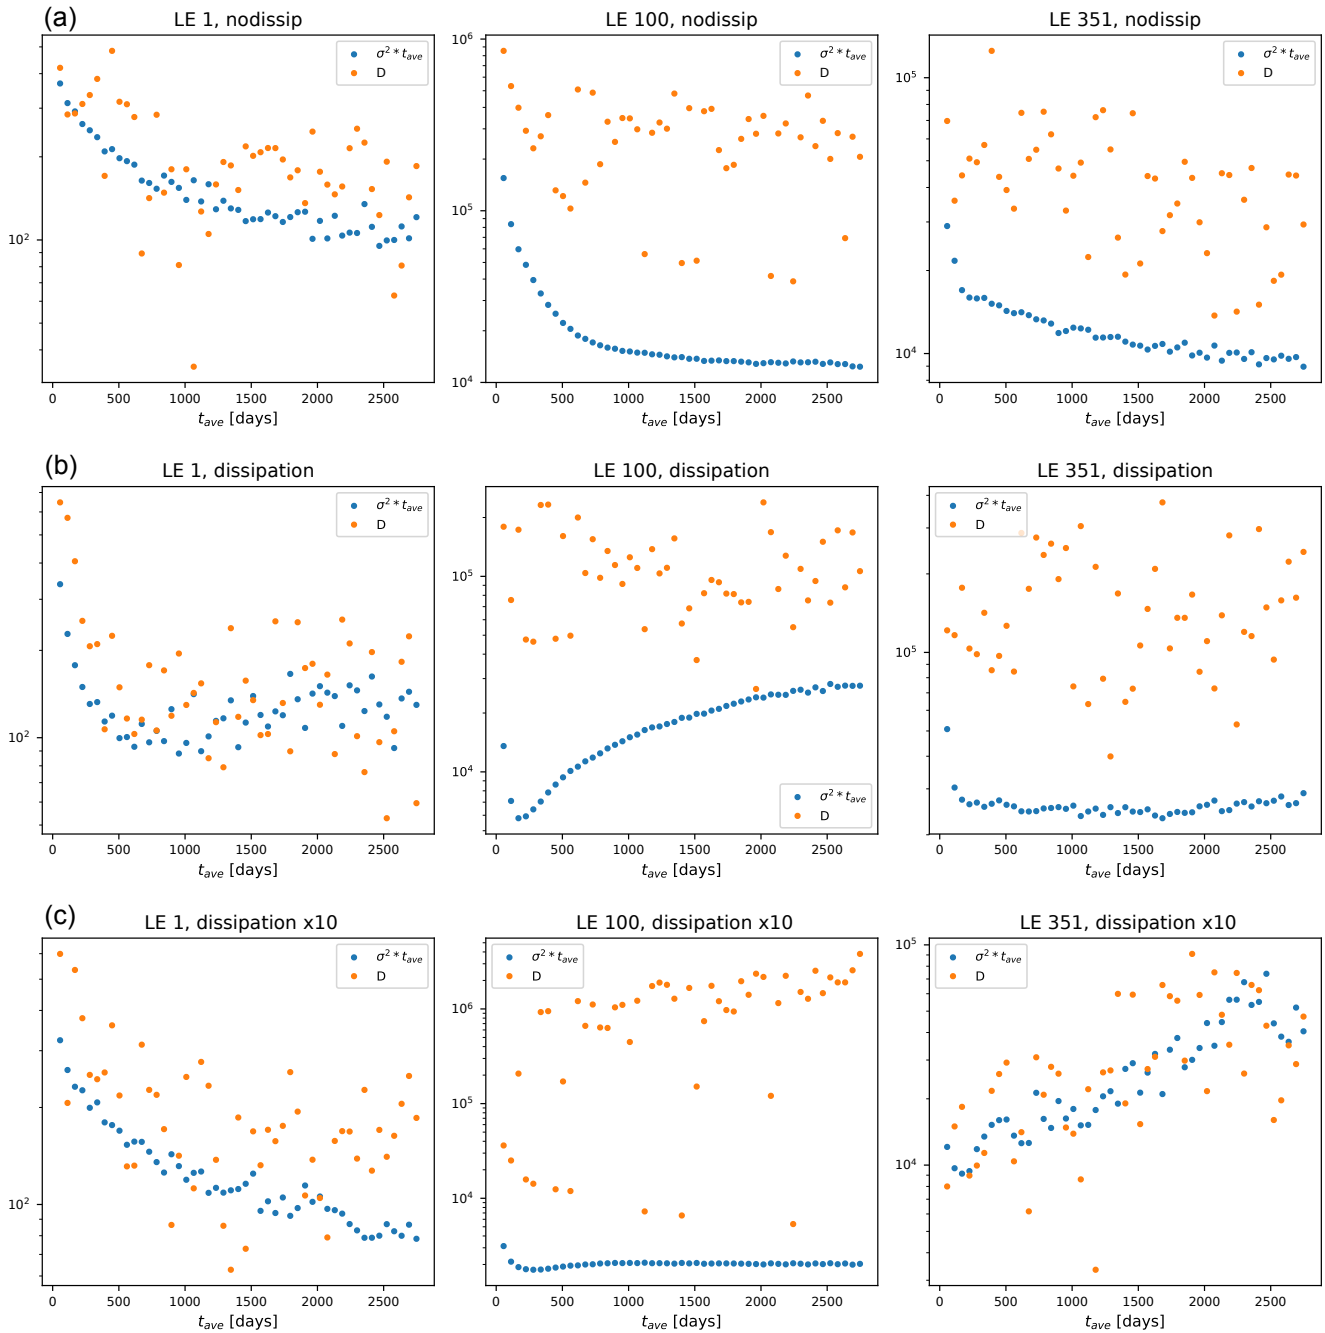 (a)
LE 1, nodissip
LE 100, nodissip
LE 351, nodissip
σ² * t_ave
D
10²
0 500 1000 1500 2000 2500
t_ave [days]
σ² * t_ave
D
10⁶
10⁵
10⁴
0 500 1000 1500 2000 2500
t_ave [days]
σ² * t_ave
D
10⁵
10⁴
0 500 1000 1500 2000 2500
t_ave [days]
(b)
LE 1, dissipation
LE 100, dissipation
LE 351, dissipation
σ² * t_ave
D
10²
0 500 1000 1500 2000 2500
t_ave [days]
10⁵
10⁴
σ² * t_ave
D
0 500 1000 1500 2000 2500
t_ave [days]
σ² * t_ave
D
10⁵
0 500 1000 1500 2000 2500
t_ave [days]
(c)
LE 1, dissipation x10
LE 100, dissipation x10
LE 351, dissipation x10
σ² * t_ave
D
10²
0 500 1000 1500 2000 2500
t_ave [days]
σ² * t_ave
D
10⁶
10⁵
10⁴
0 500 1000 1500 2000 2500
t_ave [days]
σ² * t_ave
D
10⁵
10⁴
0 500 1000 1500 2000 2500
t_ave [days]